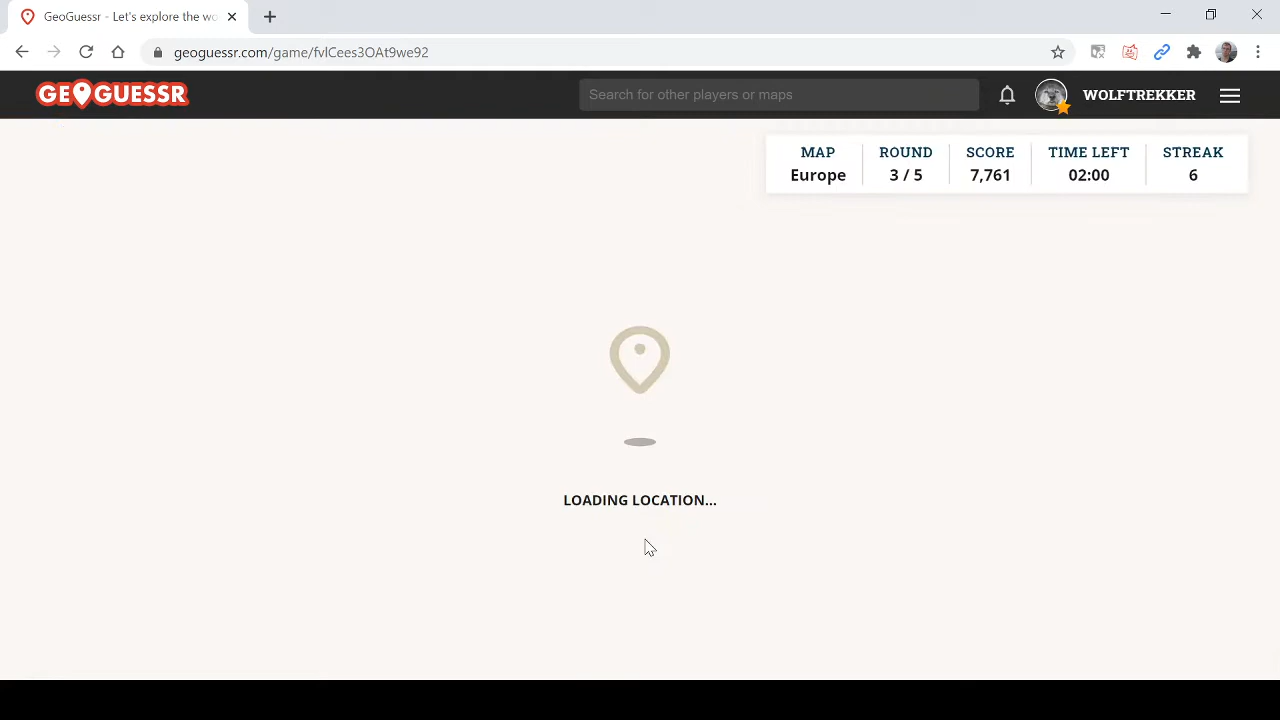 GeoGuessr - Let's explore the wo
geoguessr.com/game/fvlCees3OAt9we92
GEOGUESSR
Search for other players or maps
WOLFTREKKER
MAP ROUND SCORE TIME LEFT STREAK
Europe 3 / 5 7,761 02:00 6
LOADING LOCATION...